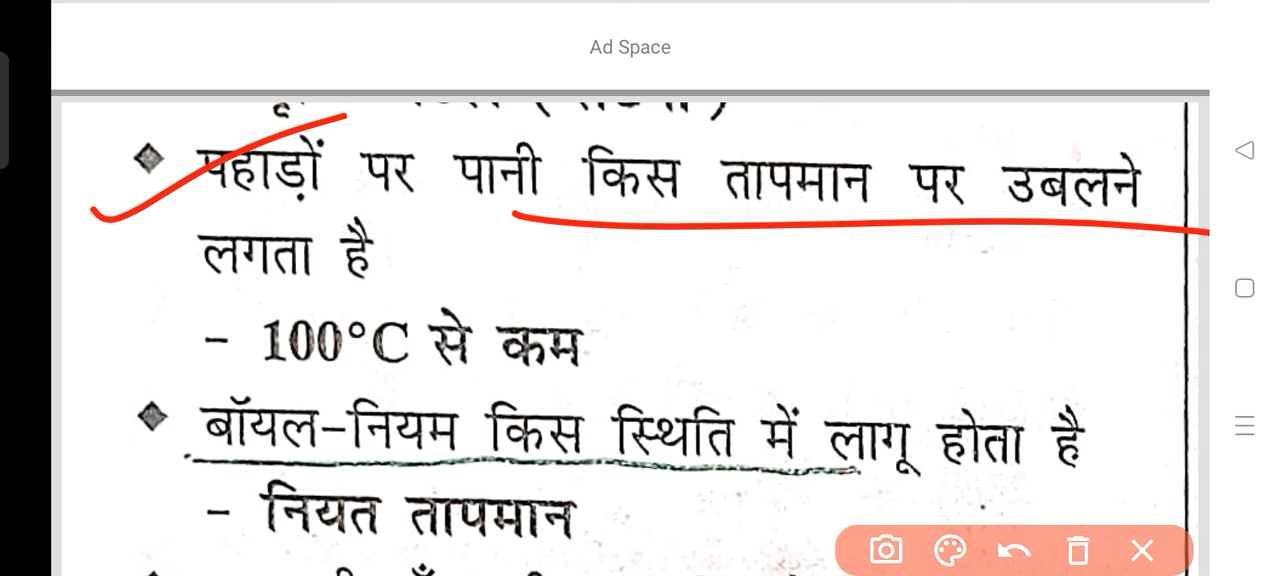 Ad Space
पहाड़ों पर पानी किस तापमान पर उबलने
लगता है
- 100°C से कम
बॉयल-नियम किस स्थिति में लागू होता है
- नियत तापमान